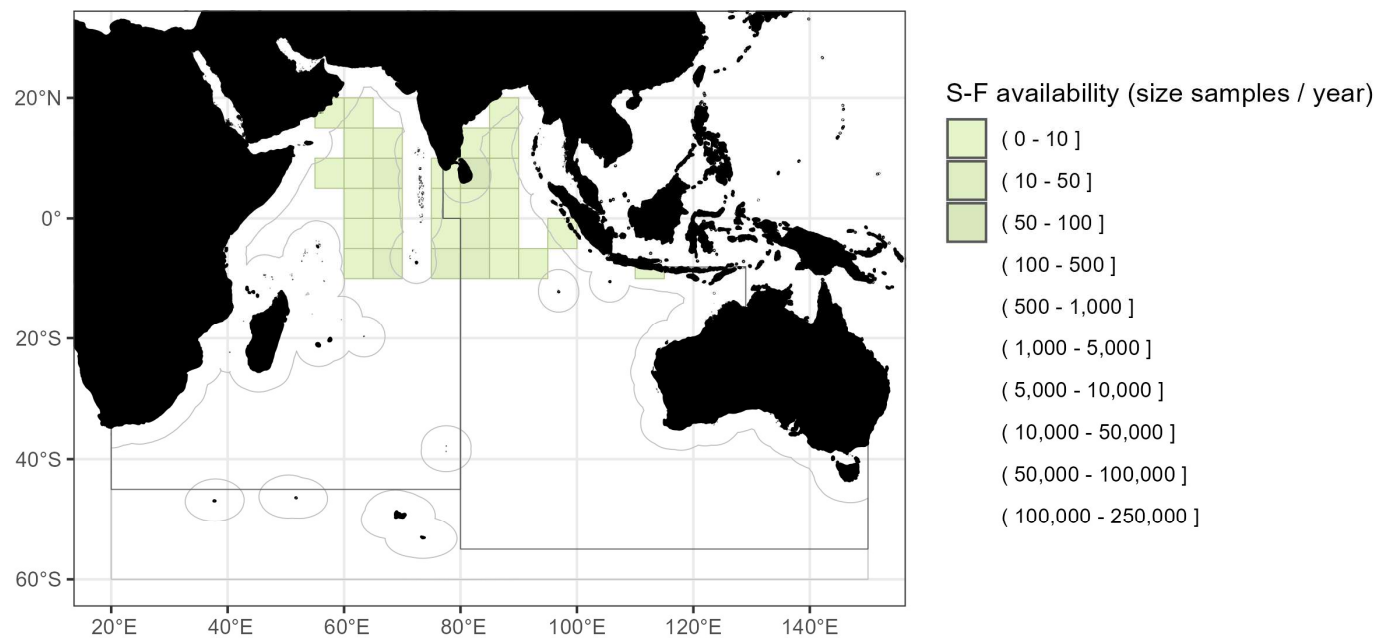 S-F availability (size samples / year)
( 0 - 10 ]
( 10 - 50 ]
( 50 - 100 ]
( 100 - 500 ]
( 500 - 1,000 ]
( 1,000 - 5,000 ]
( 5,000 - 10,000 ]
( 10,000 - 50,000 ]
( 50,000 - 100,000 ]
( 100,000 - 250,000 ]
20°N
0°
20°S
40°S
60°S
20°E 40°E 60°E 80°E 100°E 120°E 140°E